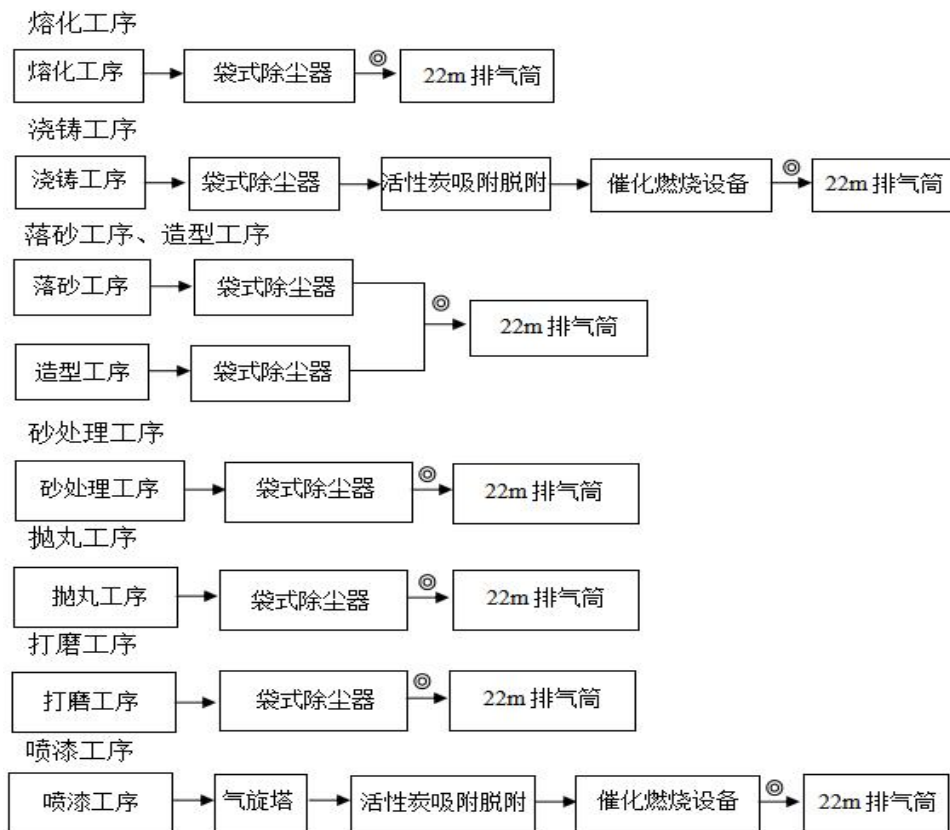 熔化工序
熔化工序 袋式除尘器 ◎ 22m 排气筒
浇铸工序
浇铸工序 袋式除尘器 活性炭吸附脱附 催化燃烧设备 ◎ 22m 排气筒
落砂工序、造型工序
落砂工序 袋式除尘器 ◎
22m 排气筒
造型工序 袋式除尘器
砂处理工序
砂处理工序 袋式除尘器 ◎ 22m 排气筒
抛丸工序
抛丸工序 袋式除尘器 ◎ 22m 排气筒
打磨工序
打磨工序 袋式除尘器 ◎ 22m 排气筒
喷漆工序
喷漆工序 气旋塔 活性炭吸附脱附 催化燃烧设备 ◎ 22m 排气筒